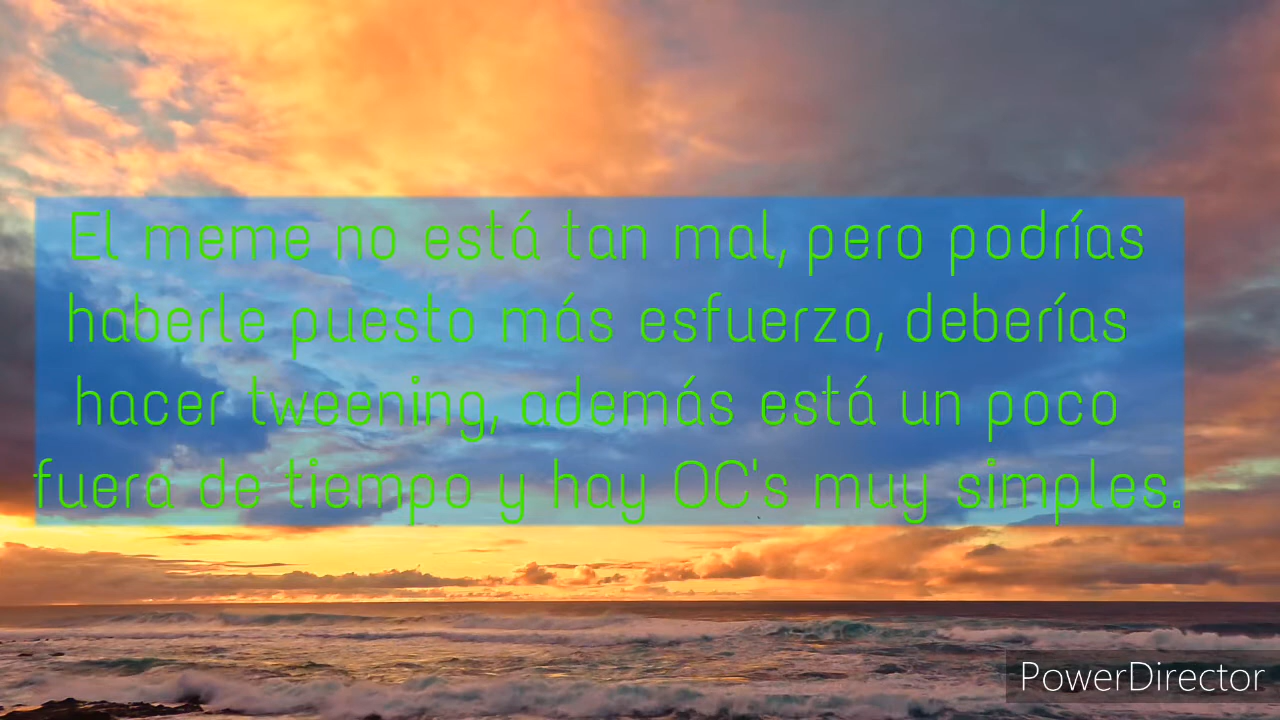 El meme no está tan mal, pero podrías
haberle puesto más esfuerzo, deberías
hacer tweening, además está un poco
fuera de tiempo y hay OC's muy simples.
PowerDirector